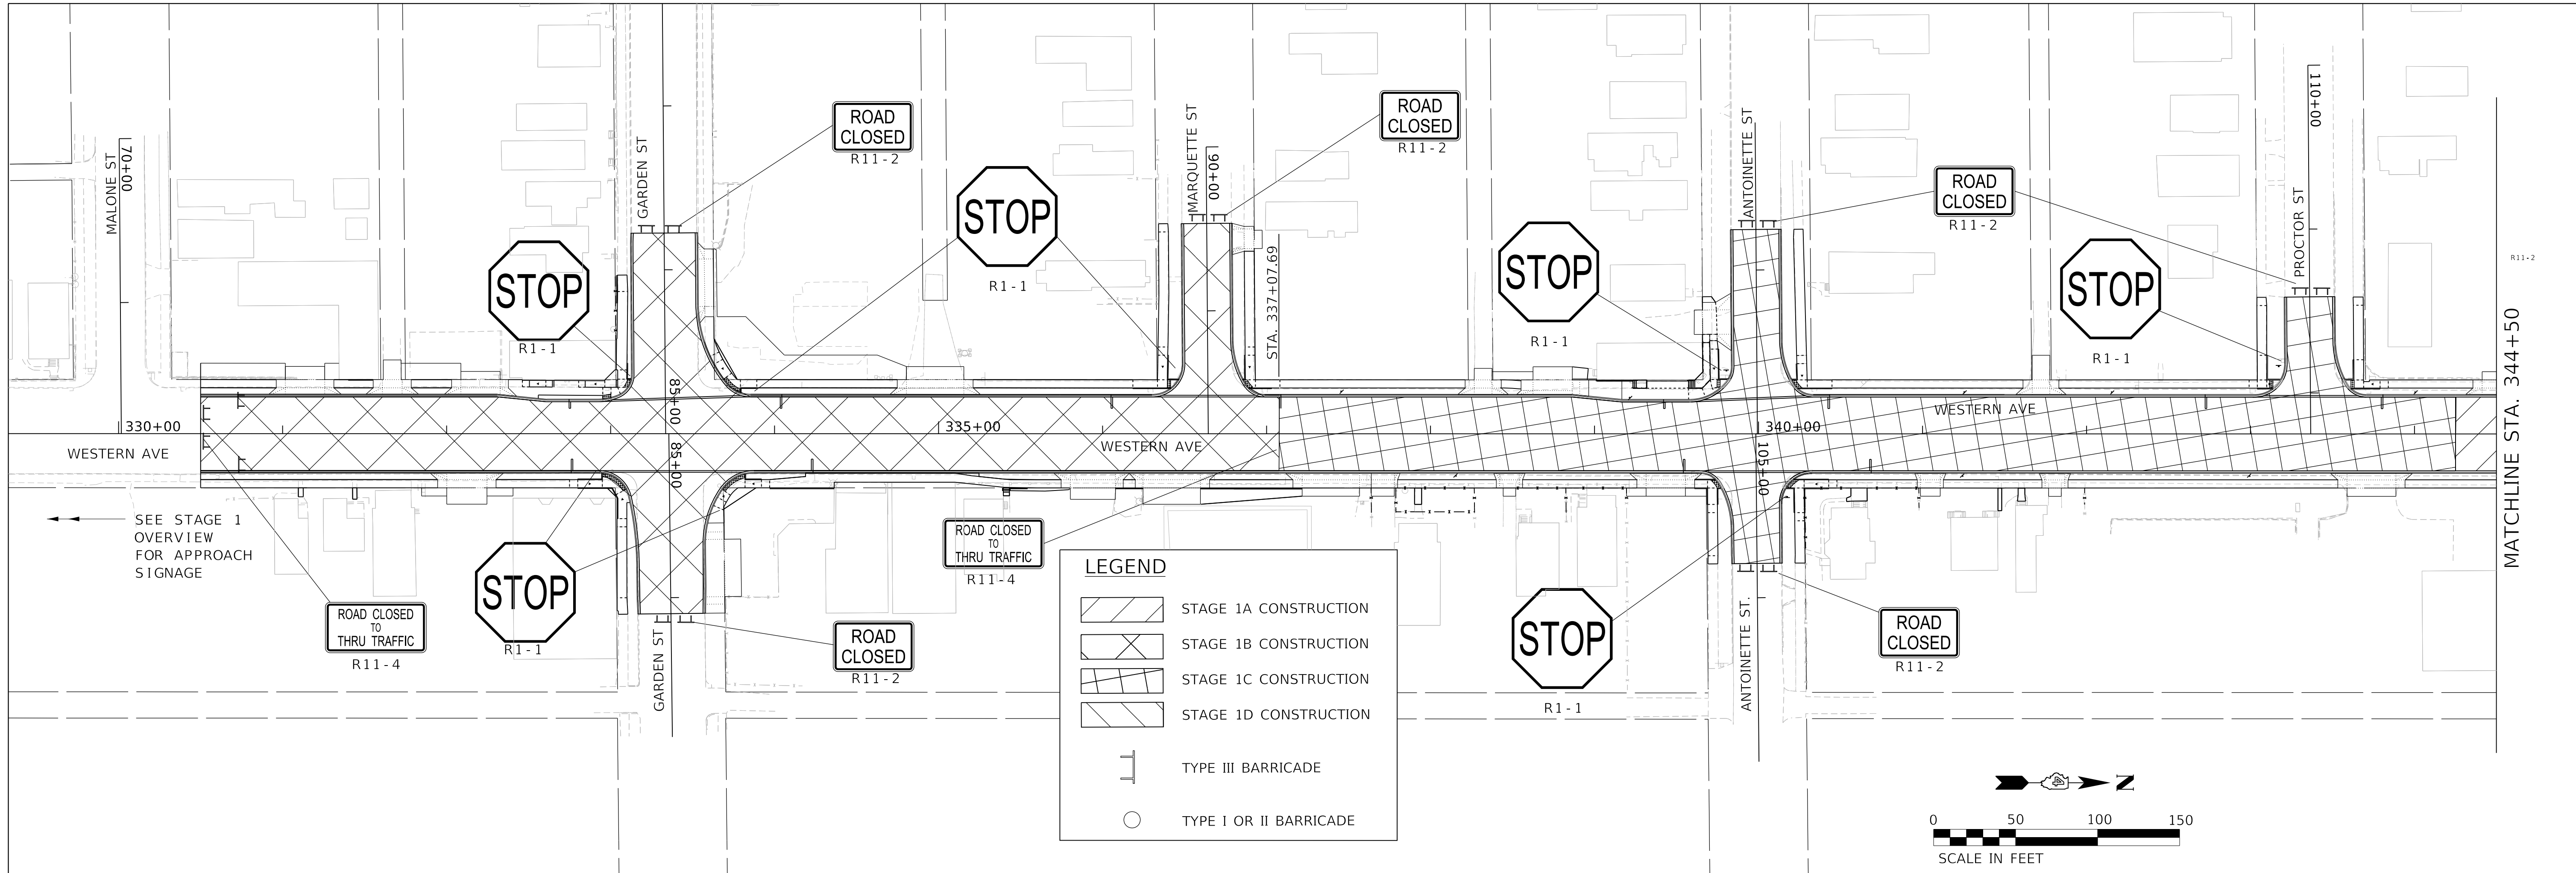 MALONE ST
70+00
GARDEN ST
ROAD
CLOSED
R11-2
STOP
R1-1
STOP
R1-1
MARQUETTE ST
90+00
ROAD
CLOSED
R11-2
STA. 337+07.69
STOP
R1-1
ANTOINETTE ST
ROAD
CLOSED
R11-2
STOP
R1-1
PROCTOR ST
110+00
R11-2
MATCHLINE STA. 344+50
330+00
WESTERN AVE
85+00
85+00
335+00
WESTERN AVE
340+00
WESTERN AVE
105+00
SEE STAGE 1
OVERVIEW
FOR APPROACH
SIGNAGE
ROAD CLOSED
TO
THRU TRAFFIC
R11-4
STOP
R1-1
GARDEN ST
ROAD
CLOSED
R11-2
ROAD CLOSED
TO
THRU TRAFFIC
R11-4
LEGEND
STAGE 1A CONSTRUCTION
STAGE 1B CONSTRUCTION
STAGE 1C CONSTRUCTION
STAGE 1D CONSTRUCTION
TYPE III BARRICADE
TYPE I OR II BARRICADE
STOP
R1-1
ANTOINETTE ST.
ROAD
CLOSED
R11-2
N
0 50 100 150
SCALE IN FEET